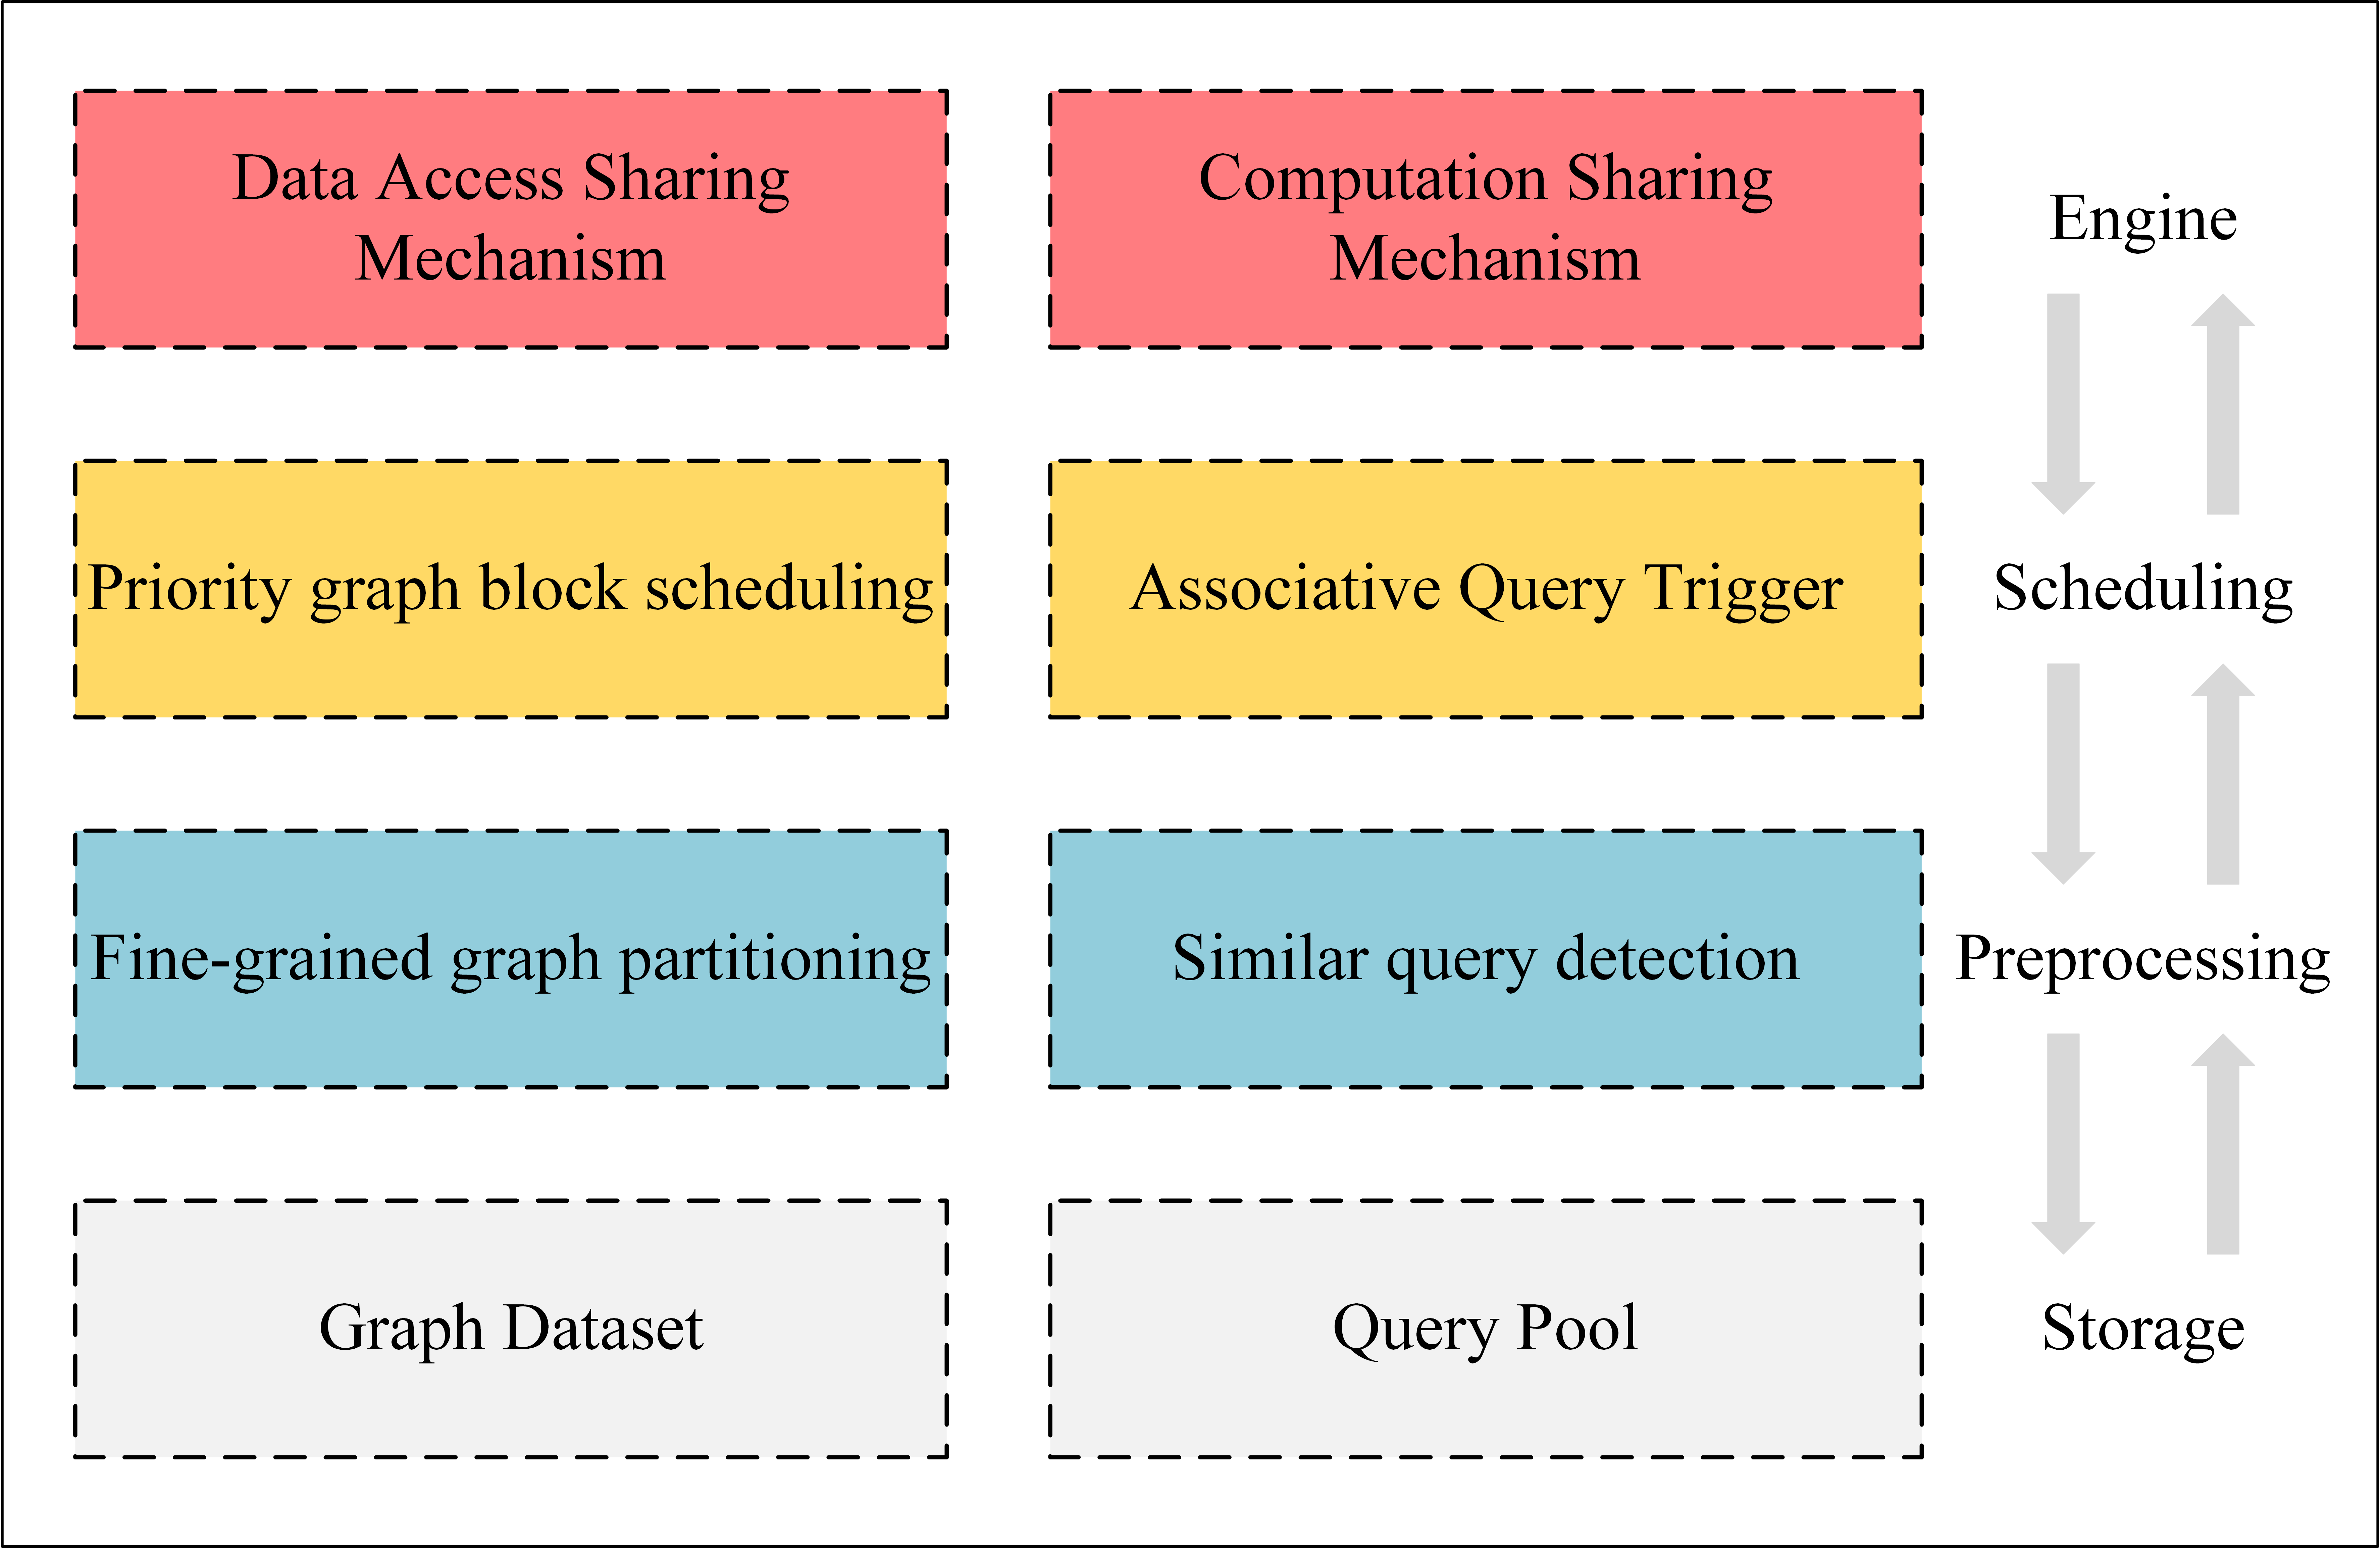 Data Access Sharing
Mechanism
Computation Sharing
Mechanism
Engine
Priority graph block scheduling
Associative Query Trigger
Scheduling
Fine-grained graph partitioning
Similar query detection
Preprocessing
Graph Dataset
Query Pool
Storage